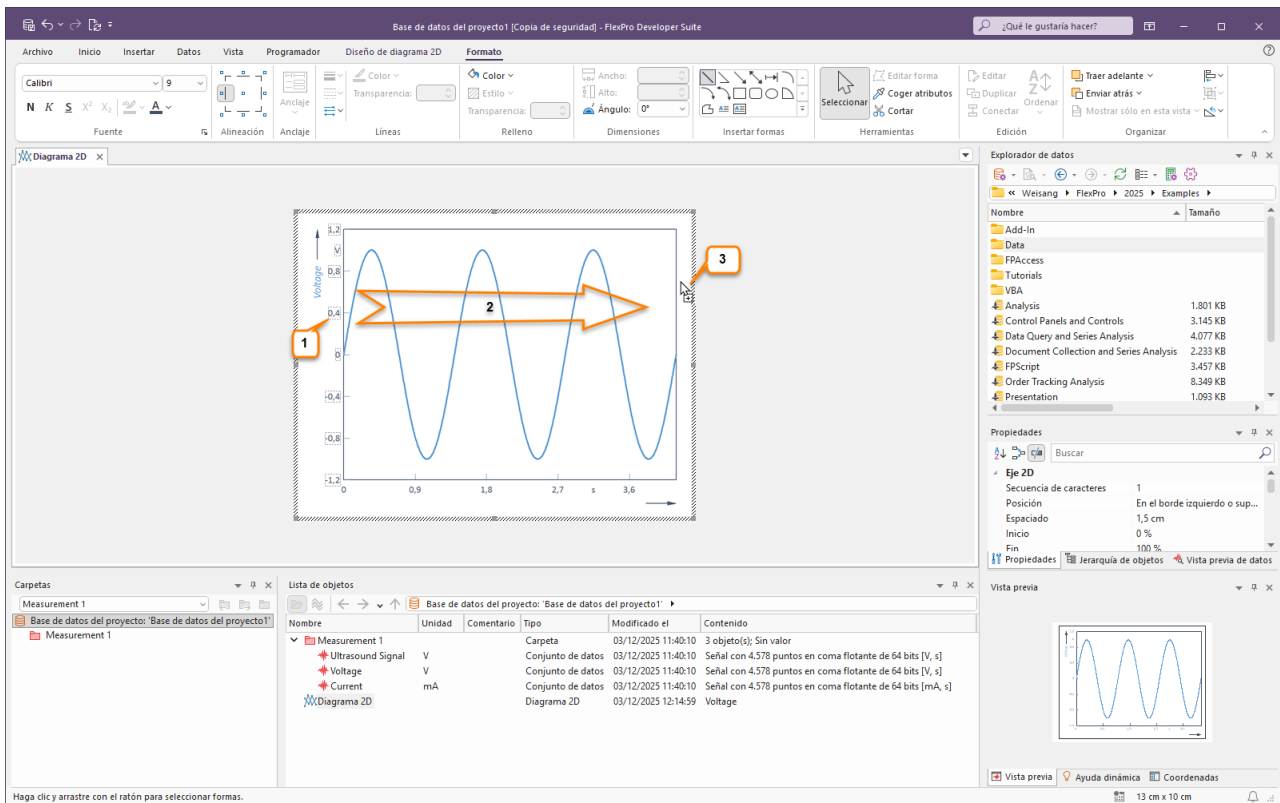 Base de datos del proyecto1 [Copia de seguridad] - FlexPro Developer Suite
¿Qué le gustaría hacer?
Archivo Inicio Insertar Datos Vista Programador Diseño de diagrama 2D Formato
Calibri 9
N K S X² X₂ A
Fuente
Alineación
Anclaje
Anclaje
Color
Transparencia:
Líneas
Color
Estilo
Transparencia:
Relleno
Ancho:
Alto:
Ángulo: 0°
Dimensiones
Insertar formas
Seleccionar
Editar forma
Coger atributos
Cortar
Herramientas
Editar
Duplicar
Conectar
Ordenar
Edición
Traer adelante
Enviar atrás
Mostrar sólo en esta vista
Organizar
Diagrama 2D
1,2
V
0,8
0,4
0
-0,4
-0,8
-1,2
Voltage
0 0,9 1,8 2,7 s 3,6
1
2
3
Explorador de datos
« Weisang FlexPro 2025 Examples
Nombre Tamaño
Add-In
Data
FPAccess
Tutorials
VBA
Analysis 1.801 KB
Control Panels and Controls 3.145 KB
Data Query and Series Analysis 4.077 KB
Document Collection and Series Analysis 2.233 KB
FPScript 3.457 KB
Order Tracking Analysis 8.349 KB
Presentation 1.093 KB
Propiedades
Buscar
Eje 2D
Secuencia de caracteres 1
Posición En el borde izquierdo o sup...
Espaciado 1,5 cm
Inicio 0 %
Fin 100 %
Propiedades Jerarquía de objetos Vista previa de datos
Carpetas
Measurement 1
Base de datos del proyecto: 'Base de datos del proyecto1'
Measurement 1
Lista de objetos
Base de datos del proyecto: 'Base de datos del proyecto1'
Nombre Unidad Comentario Tipo Modificado el Contenido
Measurement 1 Carpeta 03/12/2025 11:40:10 3 objeto(s); Sin valor
Ultrasound Signal V Conjunto de datos 03/12/2025 11:40:10 Señal con 4.578 puntos en coma flotante de 64 bits [V, s]
Voltage V Conjunto de datos 03/12/2025 11:40:10 Señal con 4.578 puntos en coma flotante de 64 bits [V, s]
Current mA Conjunto de datos 03/12/2025 11:40:10 Señal con 4.578 puntos en coma flotante de 64 bits [mA, s]
Diagrama 2D Diagrama 2D 03/12/2025 12:14:59 Voltage
Vista previa
Vista previa Ayuda dinámica Coordenadas
Haga clic y arrastre con el ratón para seleccionar formas.
13 cm x 10 cm